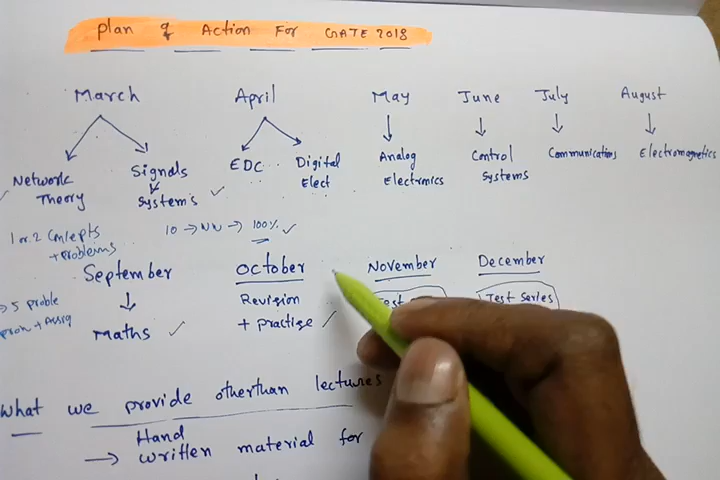 Plan of Action For GATE 2018
March April May June July August
Network Theory
Signals Systems
EDC
Digital Elect
Analog Electronics
Control Systems
Communications
Electromagnetics
1 or 2 Concepts
+ problems
10 → NN → 100%
September October November December
→ 5 proble
+ Assig
Maths
Revision
+ practise
Test
Test Series
What we provide otherthan lectures
→ Hand
written material for